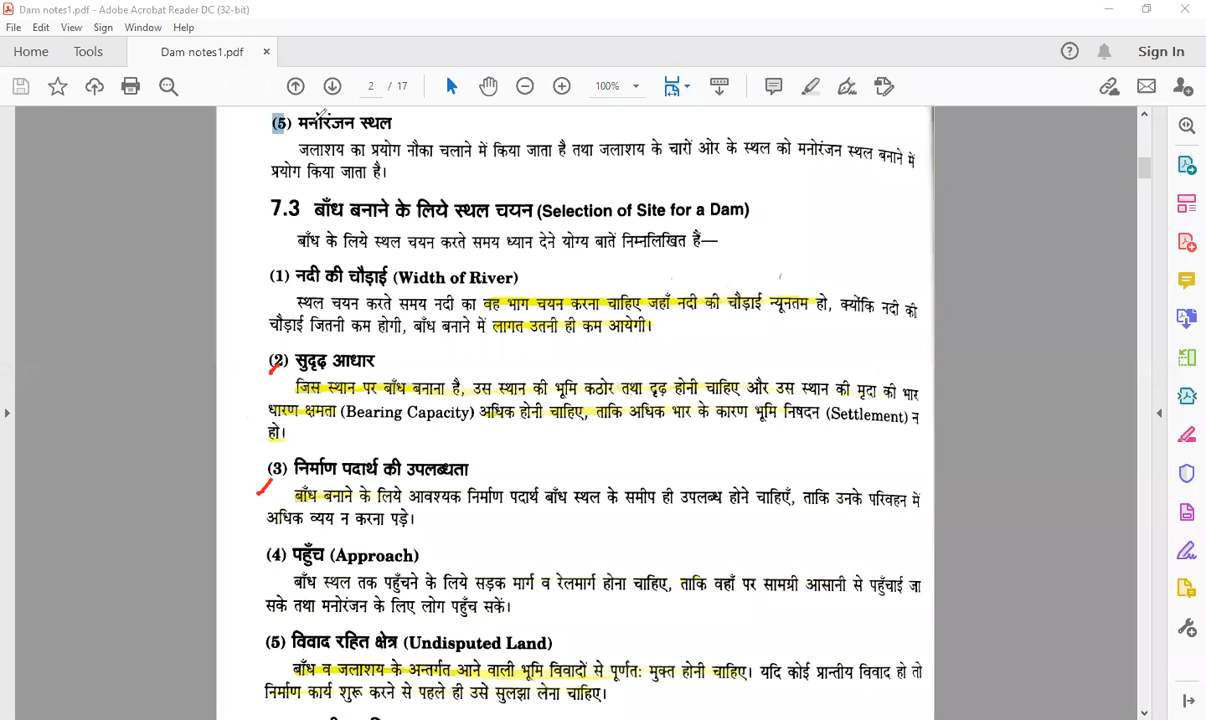 Dam notes1.pdf - Adobe Acrobat Reader DC (32-bit)
File Edit View Sign Window Help
Home Tools Dam notes1.pdf × Sign In
2 / 17 100%
(5) मनोरंजन स्थल
जलाशय का प्रयोग नौका चलाने में किया जाता है तथा जलाशय के चारों ओर के स्थल को मनोरंजन स्थल बनाने में
प्रयोग किया जाता है।
7.3 बाँध बनाने के लिये स्थल चयन (Selection of Site for a Dam)
बाँध के लिये स्थल चयन करते समय ध्यान देने योग्य बातें निम्नलिखित हैं—
(1) नदी की चौड़ाई (Width of River)
स्थल चयन करते समय नदी का वह भाग चयन करना चाहिए जहाँ नदी की चौड़ाई न्यूनतम हो, क्योंकि नदी की
चौड़ाई जितनी कम होगी, बाँध बनाने में लागत उतनी ही कम आयेगी।
(2) सुदृढ़ आधार
जिस स्थान पर बाँध बनाना है, उस स्थान की भूमि कठोर तथा दृढ़ होनी चाहिए और उस स्थान की मृदा की भार
धारण क्षमता (Bearing Capacity) अधिक होनी चाहिए, ताकि अधिक भार के कारण भूमि निषदन (Settlement) न
हो।
(3) निर्माण पदार्थ की उपलब्धता
बाँध बनाने के लिये आवश्यक निर्माण पदार्थ बाँध स्थल के समीप ही उपलब्ध होने चाहिएँ, ताकि उनके परिवहन में
अधिक व्यय न करना पड़े।
(4) पहुँच (Approach)
बाँध स्थल तक पहुँचने के लिये सड़क मार्ग व रेलमार्ग होना चाहिए, ताकि वहाँ पर सामग्री आसानी से पहुँचाई जा
सके तथा मनोरंजन के लिए लोग पहुँच सकें।
(5) विवाद रहित क्षेत्र (Undisputed Land)
बाँध व जलाशय के अन्तर्गत आने वाली भूमि विवादों से पूर्णतः मुक्त होनी चाहिए। यदि कोई प्रान्तीय विवाद हो तो
निर्माण कार्य शुरू करने से पहले ही उसे सुलझा लेना चाहिए।